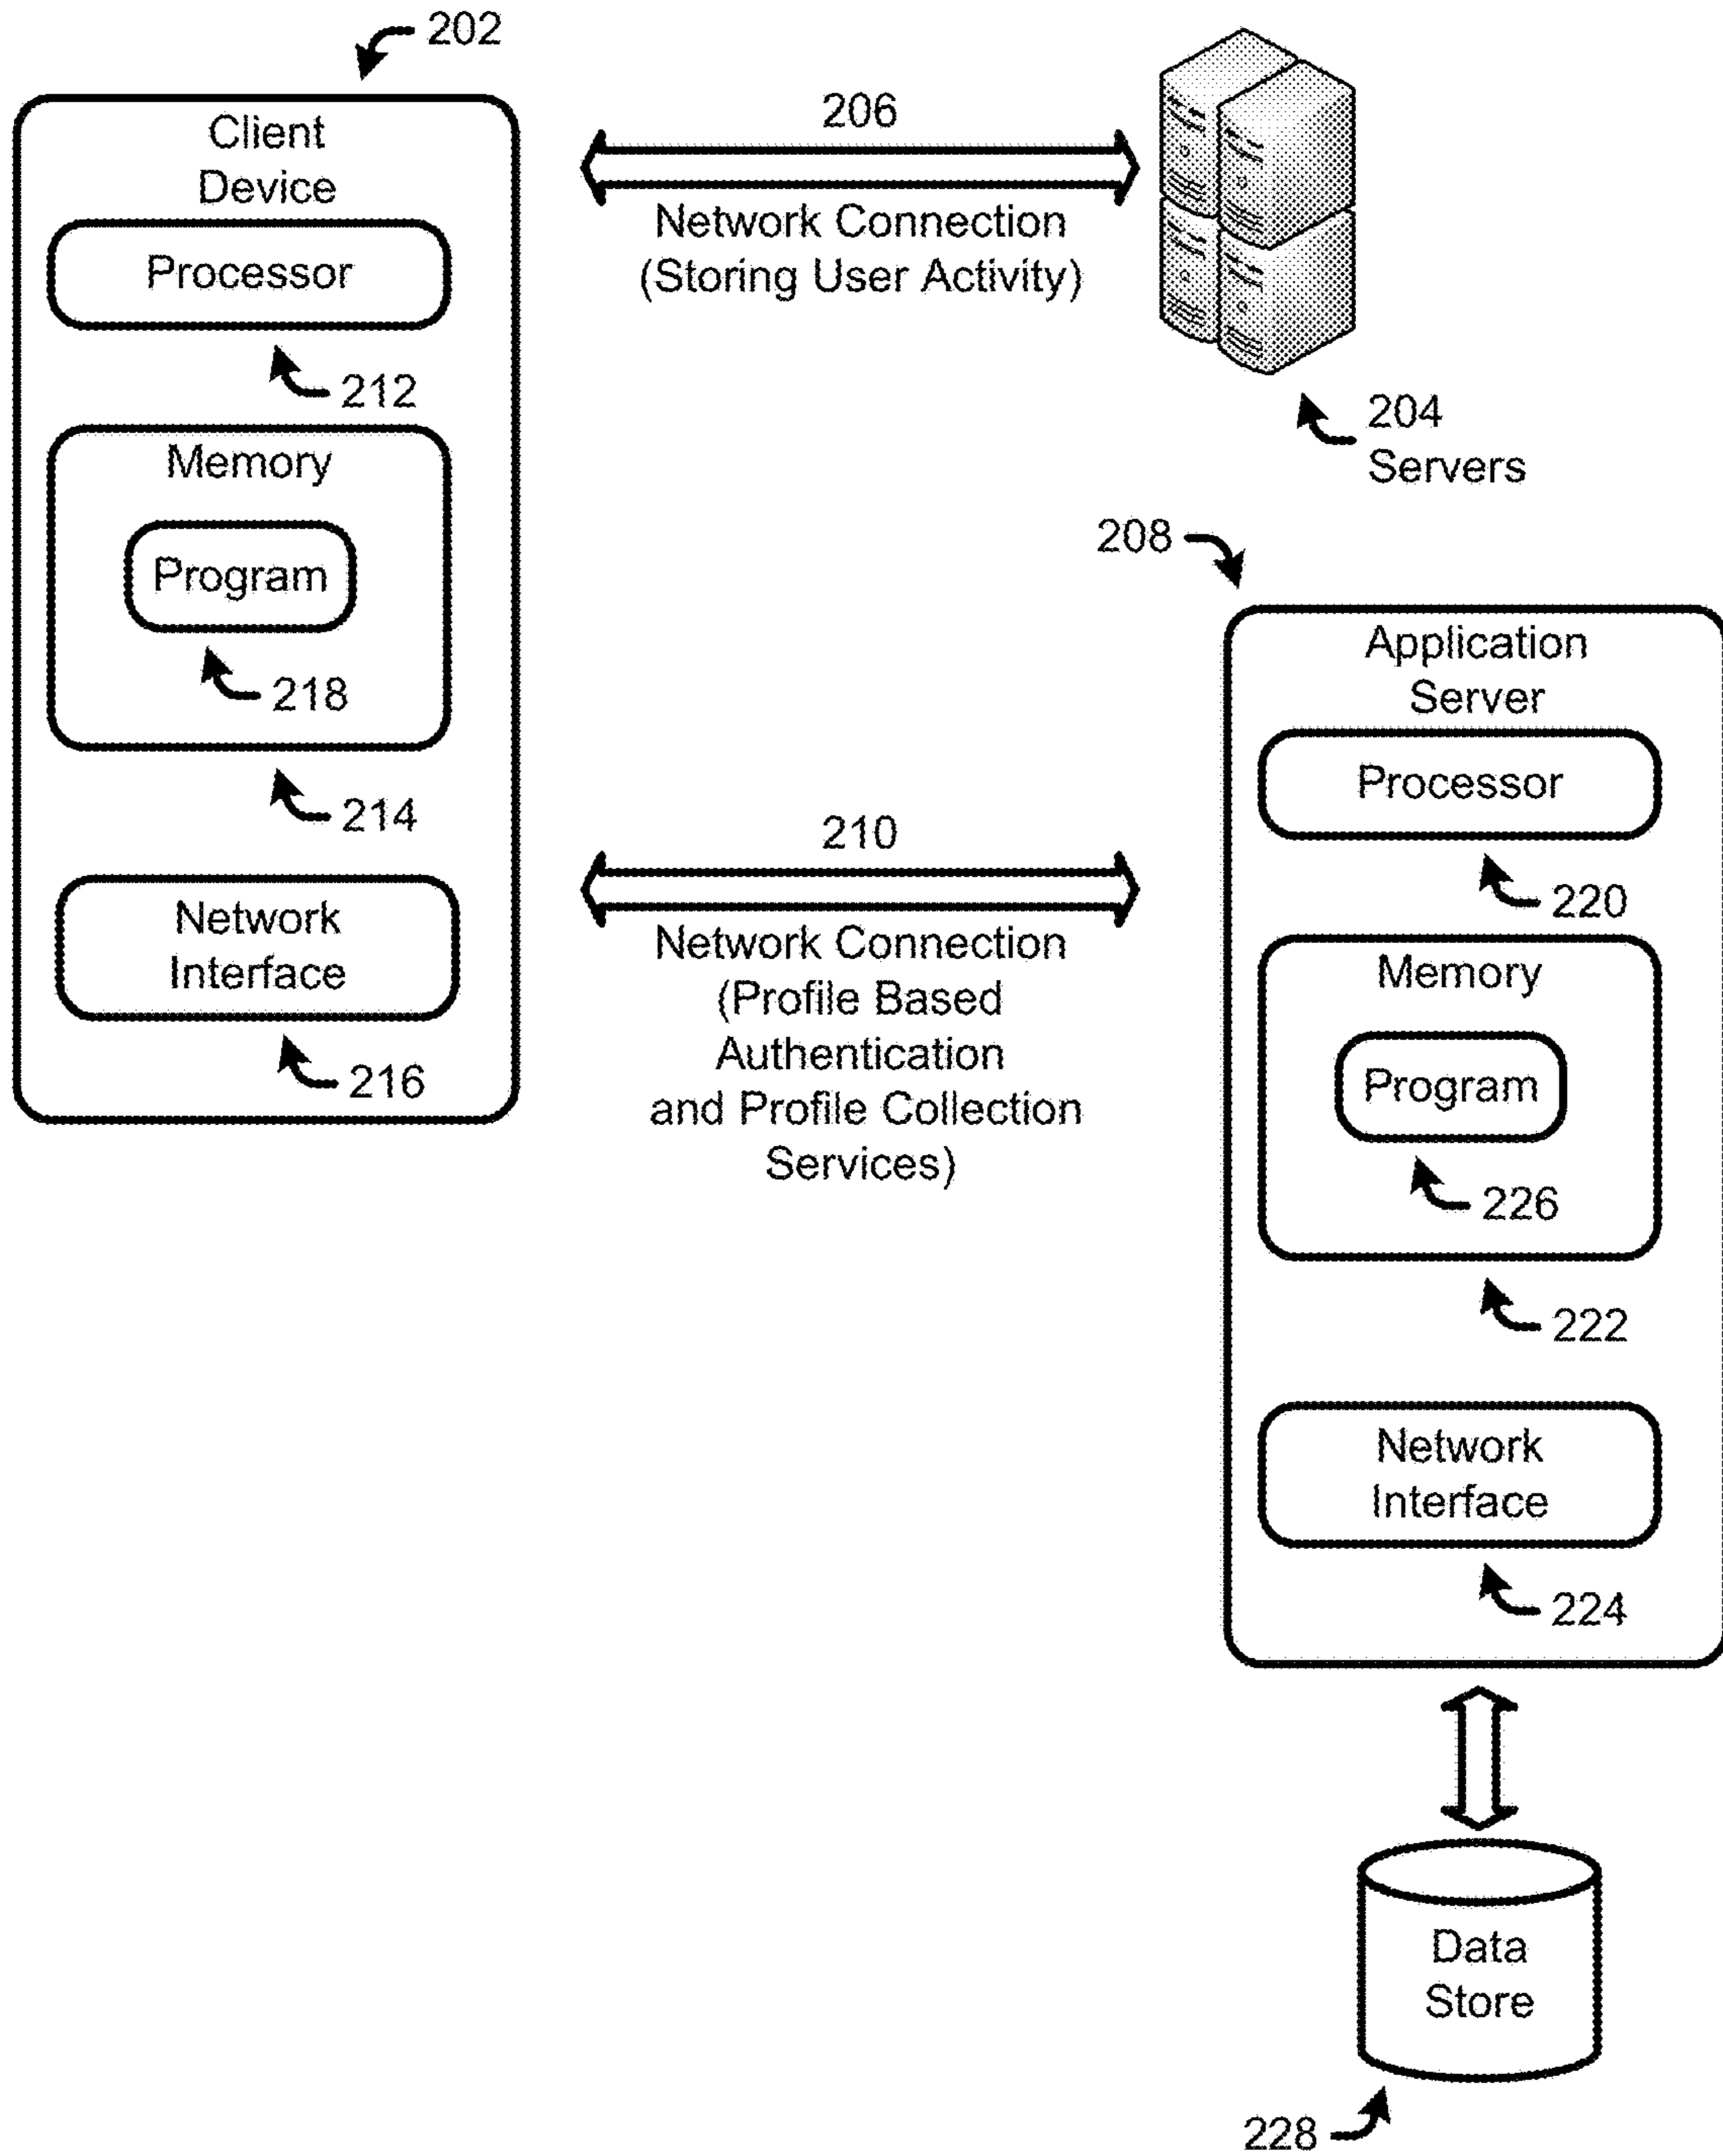 202
Client
Device
Processor
212
Memory
Program
218
214
Network
Interface
216
206
Network Connection
(Storing User Activity)
204
Servers
210
Network Connection
(Profile Based
Authentication
and Profile Collection
Services)
208
Application
Server
Processor
220
Memory
Program
226
222
Network
Interface
224
Data
Store
228